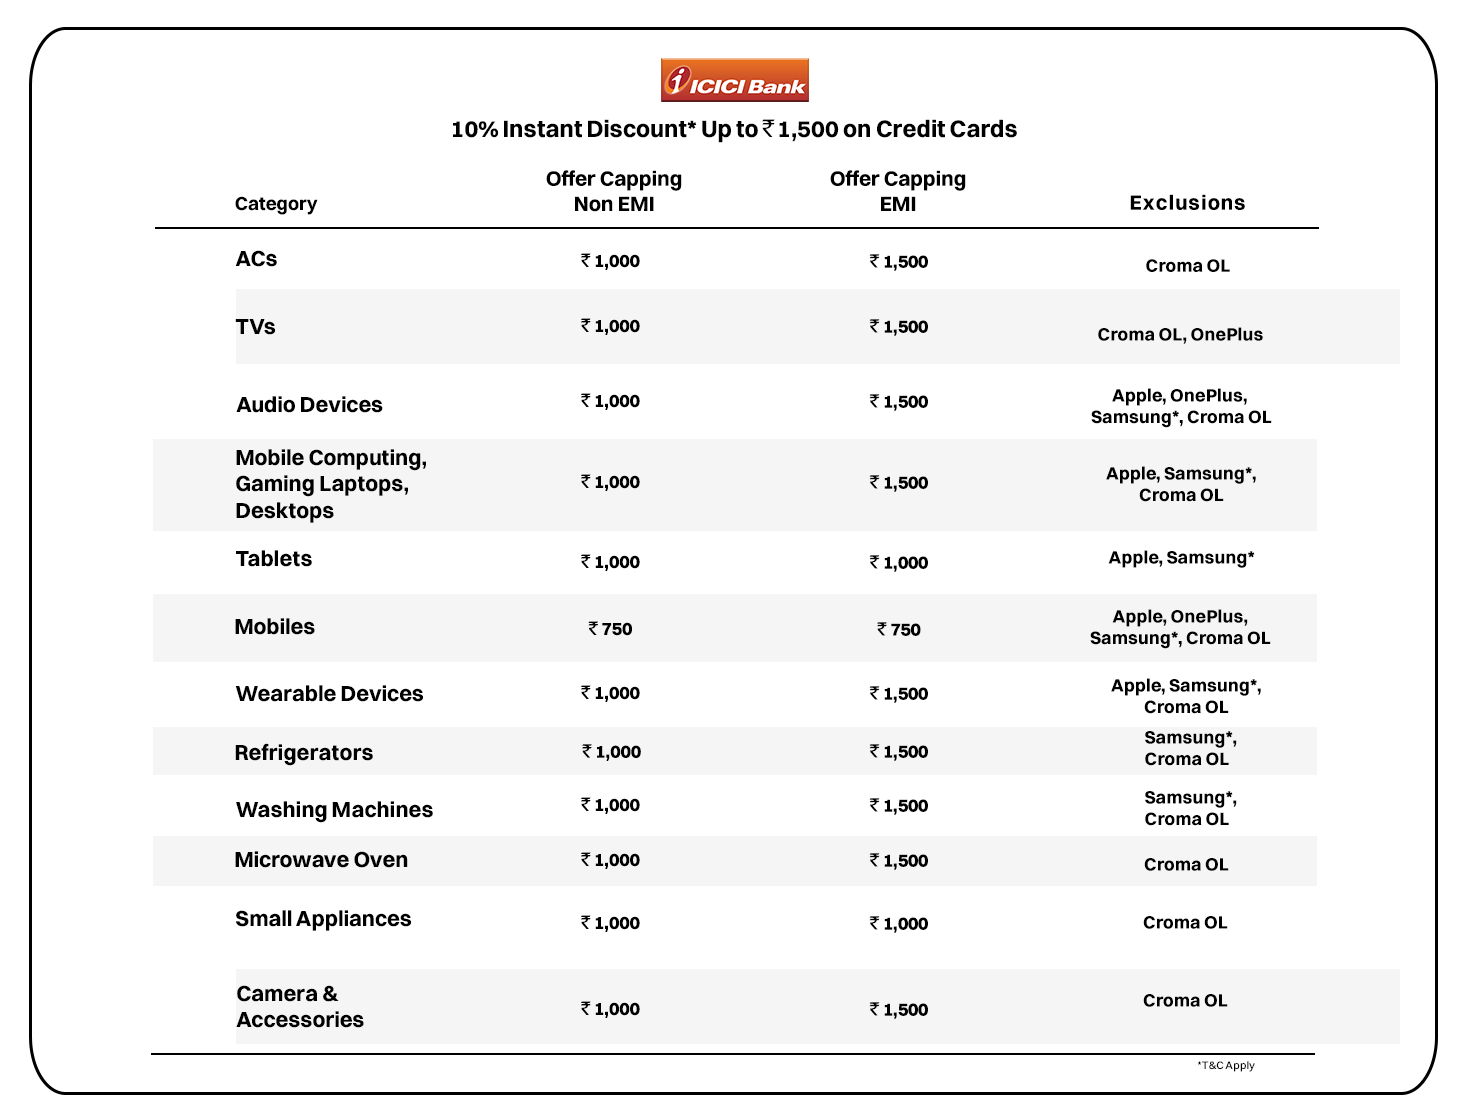 i ICICI Bank
10% Instant Discount* Up to ₹ 1,500 on Credit Cards
Category Offer Capping Non EMI Offer Capping EMI Exclusions
ACs ₹ 1,000 ₹ 1,500 Croma OL
TVs ₹ 1,000 ₹ 1,500 Croma OL, OnePlus
Audio Devices ₹ 1,000 ₹ 1,500 Apple, OnePlus,
Samsung*, Croma OL
Mobile Computing,
Gaming Laptops, ₹ 1,000 ₹ 1,500 Apple, Samsung*,
Desktops Croma OL
Tablets ₹ 1,000 ₹ 1,000 Apple, Samsung*
Mobiles ₹ 750 ₹ 750 Apple, OnePlus,
Samsung*, Croma OL
Wearable Devices ₹ 1,000 ₹ 1,500 Apple, Samsung*,
Croma OL
Refrigerators ₹ 1,000 ₹ 1,500 Samsung*,
Croma OL
Washing Machines ₹ 1,000 ₹ 1,500 Samsung*,
Croma OL
Microwave Oven ₹ 1,000 ₹ 1,500 Croma OL
Small Appliances ₹ 1,000 ₹ 1,000 Croma OL
Camera &
Accessories ₹ 1,000 ₹ 1,500 Croma OL
*T&C Apply